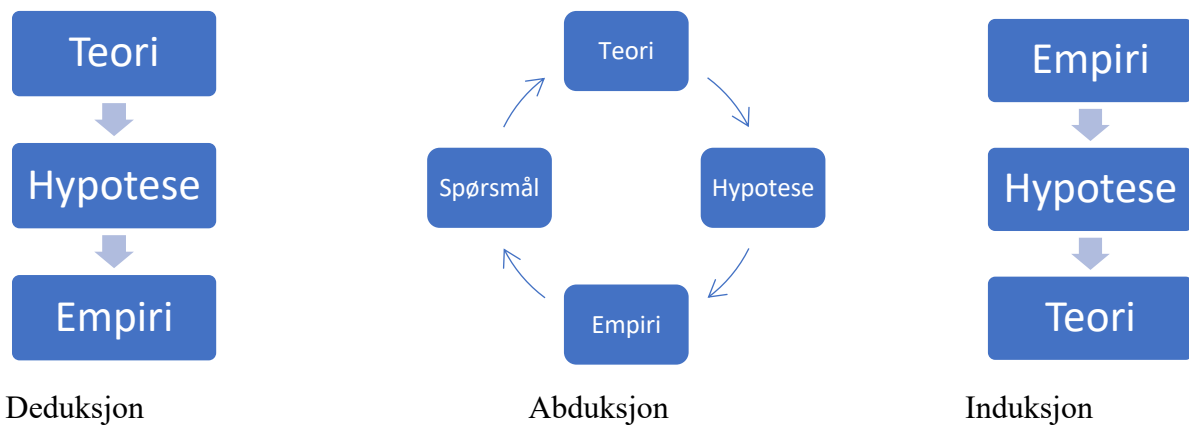 Teori
Hypotese
Empiri
Deduksjon
Teori
Hypotese
Empiri
Spørsmål
Abduksjon
Empiri
Hypotese
Teori
Induksjon